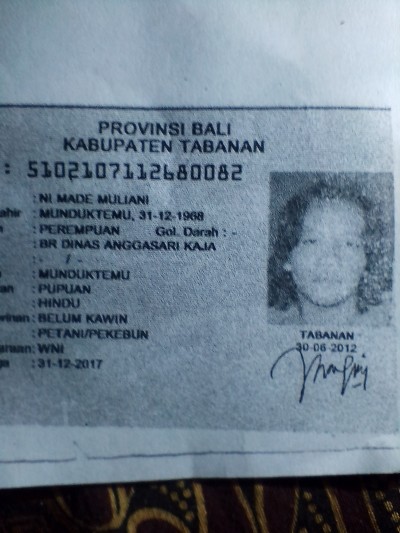 PROVINSI BALI
KABUPATEN TABANAN
: 5102107112680082
: NI MADE MULIANI
ahir : MUNDUKTEMU, 31-12-1968
: PEREMPUAN Gol. Darah : -
: BR DINAS ANGGASARI KAJA
: - / -
: MUNDUKTEMU
an : PUPUAN
: HINDU
winan: BELUM KAWIN
: PETANI/PEKEBUN
araan: WNI
ga : 31-12-2017
TABANAN
30-06-2012